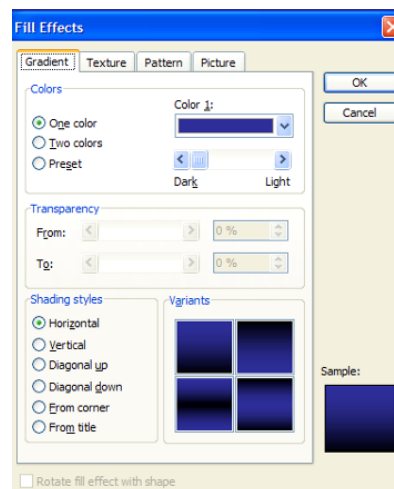 Fill Effects
Gradient Texture Pattern Picture
OK
Cancel
Colors
One color
Two colors
Preset
Color 1:
Dark Light
Transparency
From: 0 %
To: 0 %
Shading styles
Horizontal
Vertical
Diagonal up
Diagonal down
From corner
From title
Variants
Sample:
Rotate fill effect with shape